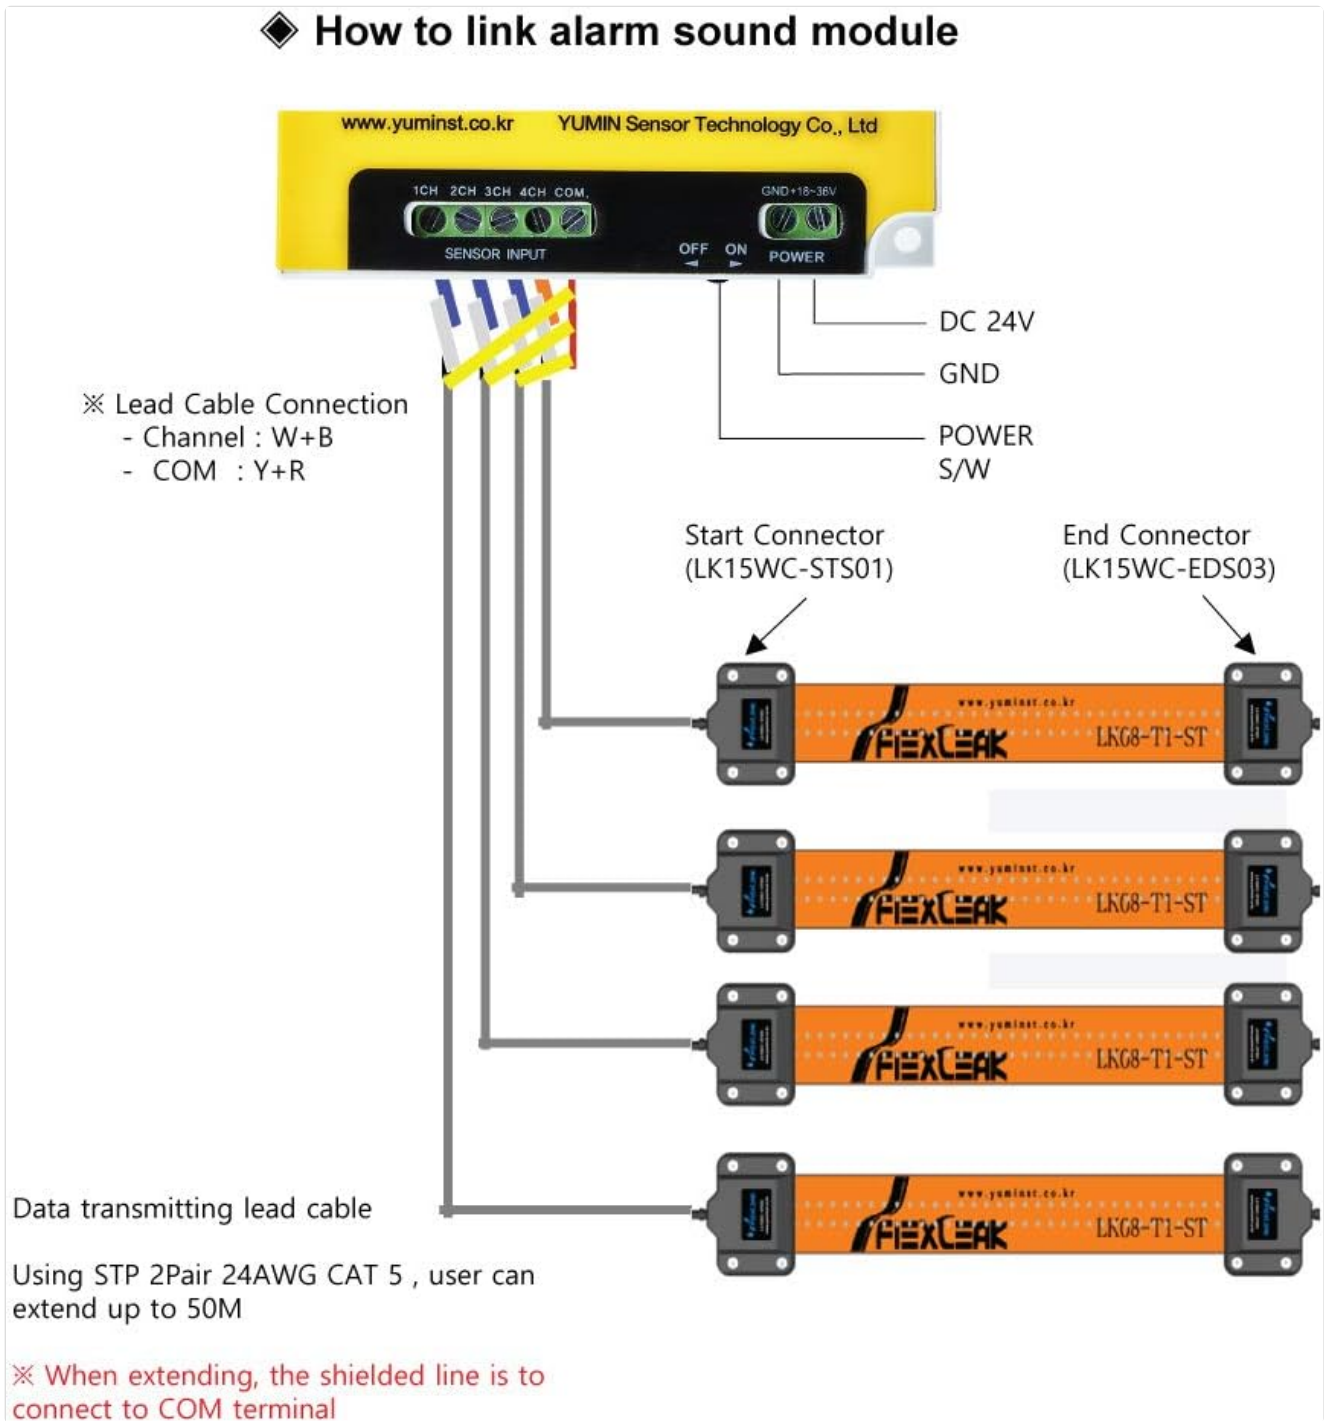 ◈ How to link alarm sound module
www.yuminst.co.kr YUMIN Sensor Technology Co., Ltd
1CH 2CH 3CH 4CH COM.
GND+18~36V
SENSOR INPUT
OFF ON
POWER
DC 24V
GND
POWER
S/W
※ Lead Cable Connection
- Channel : W+B
- COM : Y+R
Start Connector
(LK15WC-STS01)
End Connector
(LK15WC-EDS03)
www.yuminst.co.kr
FLEXLEAK LKG8-T1-ST
www.yuminst.co.kr
FLEXLEAK LKG8-T1-ST
www.yuminst.co.kr
FLEXLEAK LKG8-T1-ST
www.yuminst.co.kr
FLEXLEAK LKG8-T1-ST
Data transmitting lead cable
Using STP 2Pair 24AWG CAT 5 , user can
extend up to 50M
※ When extending, the shielded line is to
connect to COM terminal